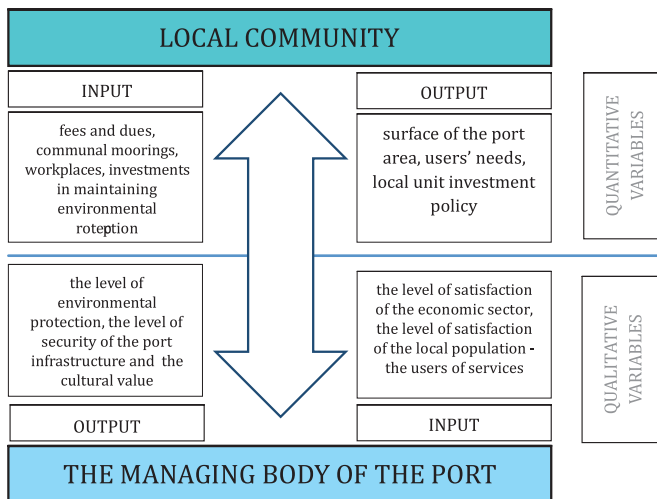 LOCAL COMMUNITY
INPUT
fees and dues,
communal moorings,
workplaces, investments
in maintaining
environmental
roteption
OUTPUT
surface of the port
area, users' needs,
local unit investment
policy
QUANTITATIVE
VARIABLES
the level of
environmental
protection, the level of
security of the port
infrastructure and the
cultural value
OUTPUT
the level of satisfaction
of the economic sector,
the level of satisfaction
of the local population -
the users of services
INPUT
QUALITATIVE
VARIABLES
THE MANAGING BODY OF THE PORT